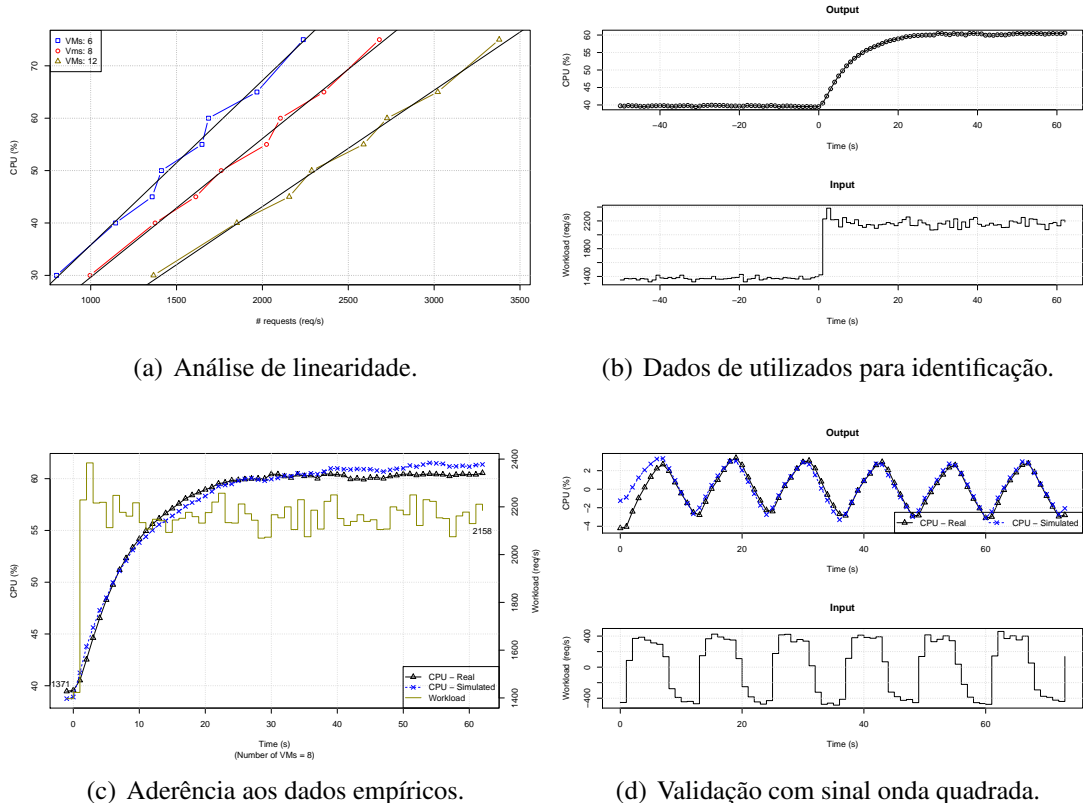 VMs: 6
VMs: 8
VMs: 12
CPU (%)
30 40 50 60 70
1000 1500 2000 2500 3000 3500
# requests (req/s)
(a) Análise de linearidade.
Output
CPU (%)
40 45 50 55 60
−40 −20 0 20 40 60
Time (s)
Input
Workload (req/s)
1400 1800 2200
−40 −20 0 20 40 60
Time (s)
(b) Dados de utilizados para identificação.
CPU (%)
40 45 50 55 60
1371
2158
CPU − Real
CPU − Simulated
Workload
Workload (req/s)
1400 1600 1800 2000 2200 2400
0 10 20 30 40 50 60
Time (s)
(Number of VMs = 8)
(c) Aderência aos dados empíricos.
Output
CPU (%)
−4 −2 0 2
CPU − Real CPU − Simulated
0 20 40 60
Time (s)
Input
Workload (req/s)
−400 0 400
0 20 40 60
Time (s)
(d) Validação com sinal onda quadrada.